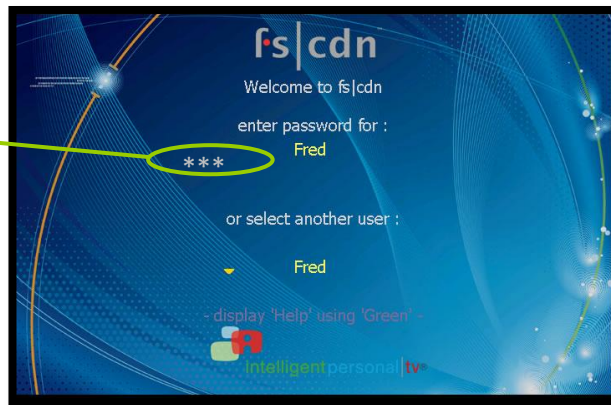 fs|cdn
Welcome to fs|cdn
enter password for :
Fred
***
or select another user :
Fred
- display 'Help' using 'Green' -
intelligentpersonal|tv